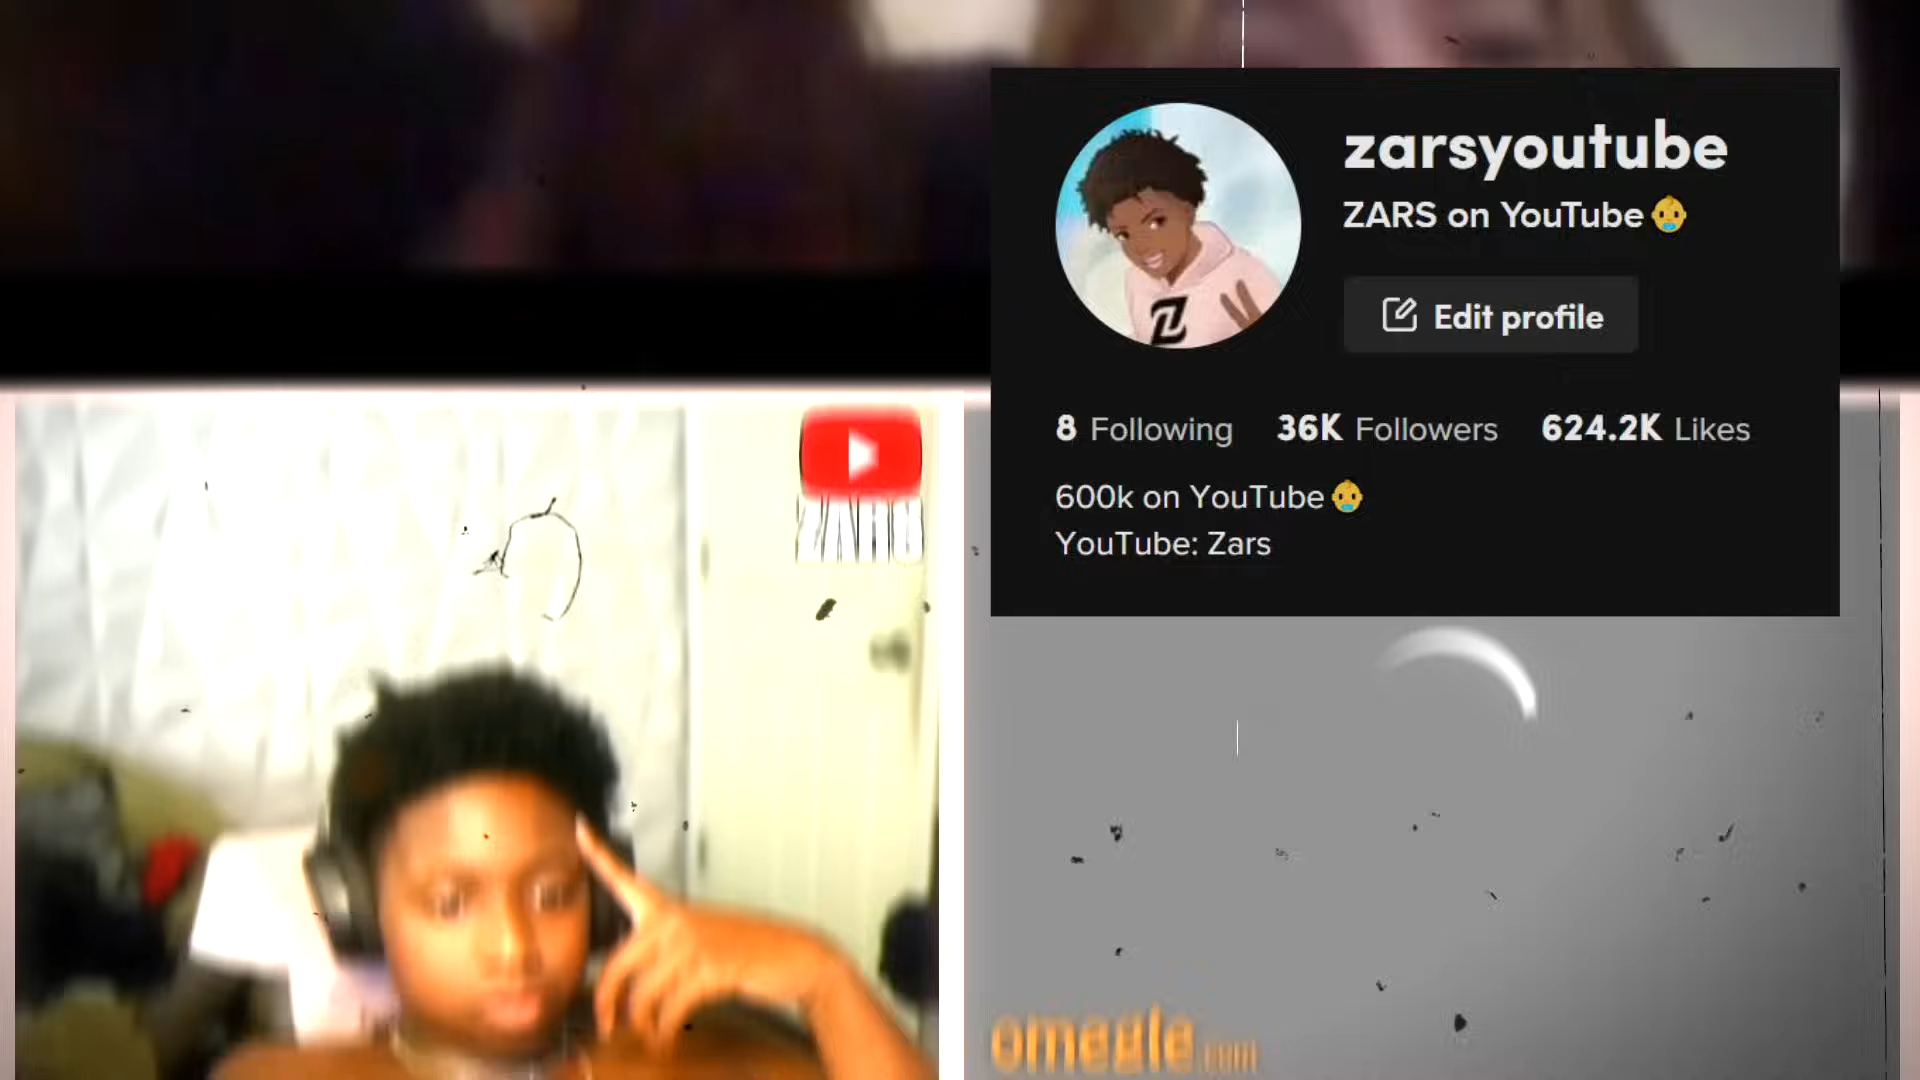 zarsyoutube
ZARS on YouTube
Edit profile
8 Following 36K Followers 624.2K Likes
600k on YouTube
YouTube: Zars
omegle.com